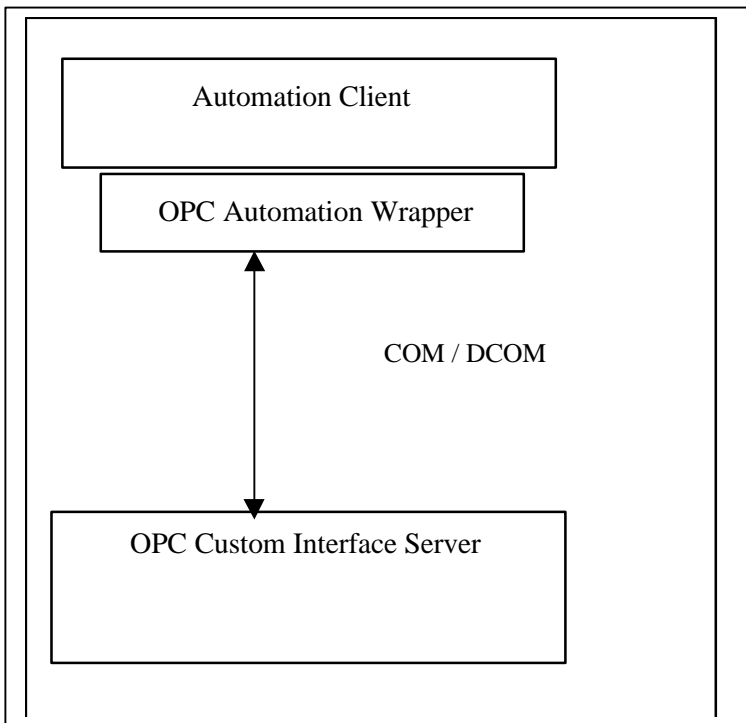 Automation Client
OPC Automation Wrapper
COM / DCOM
OPC Custom Interface Server